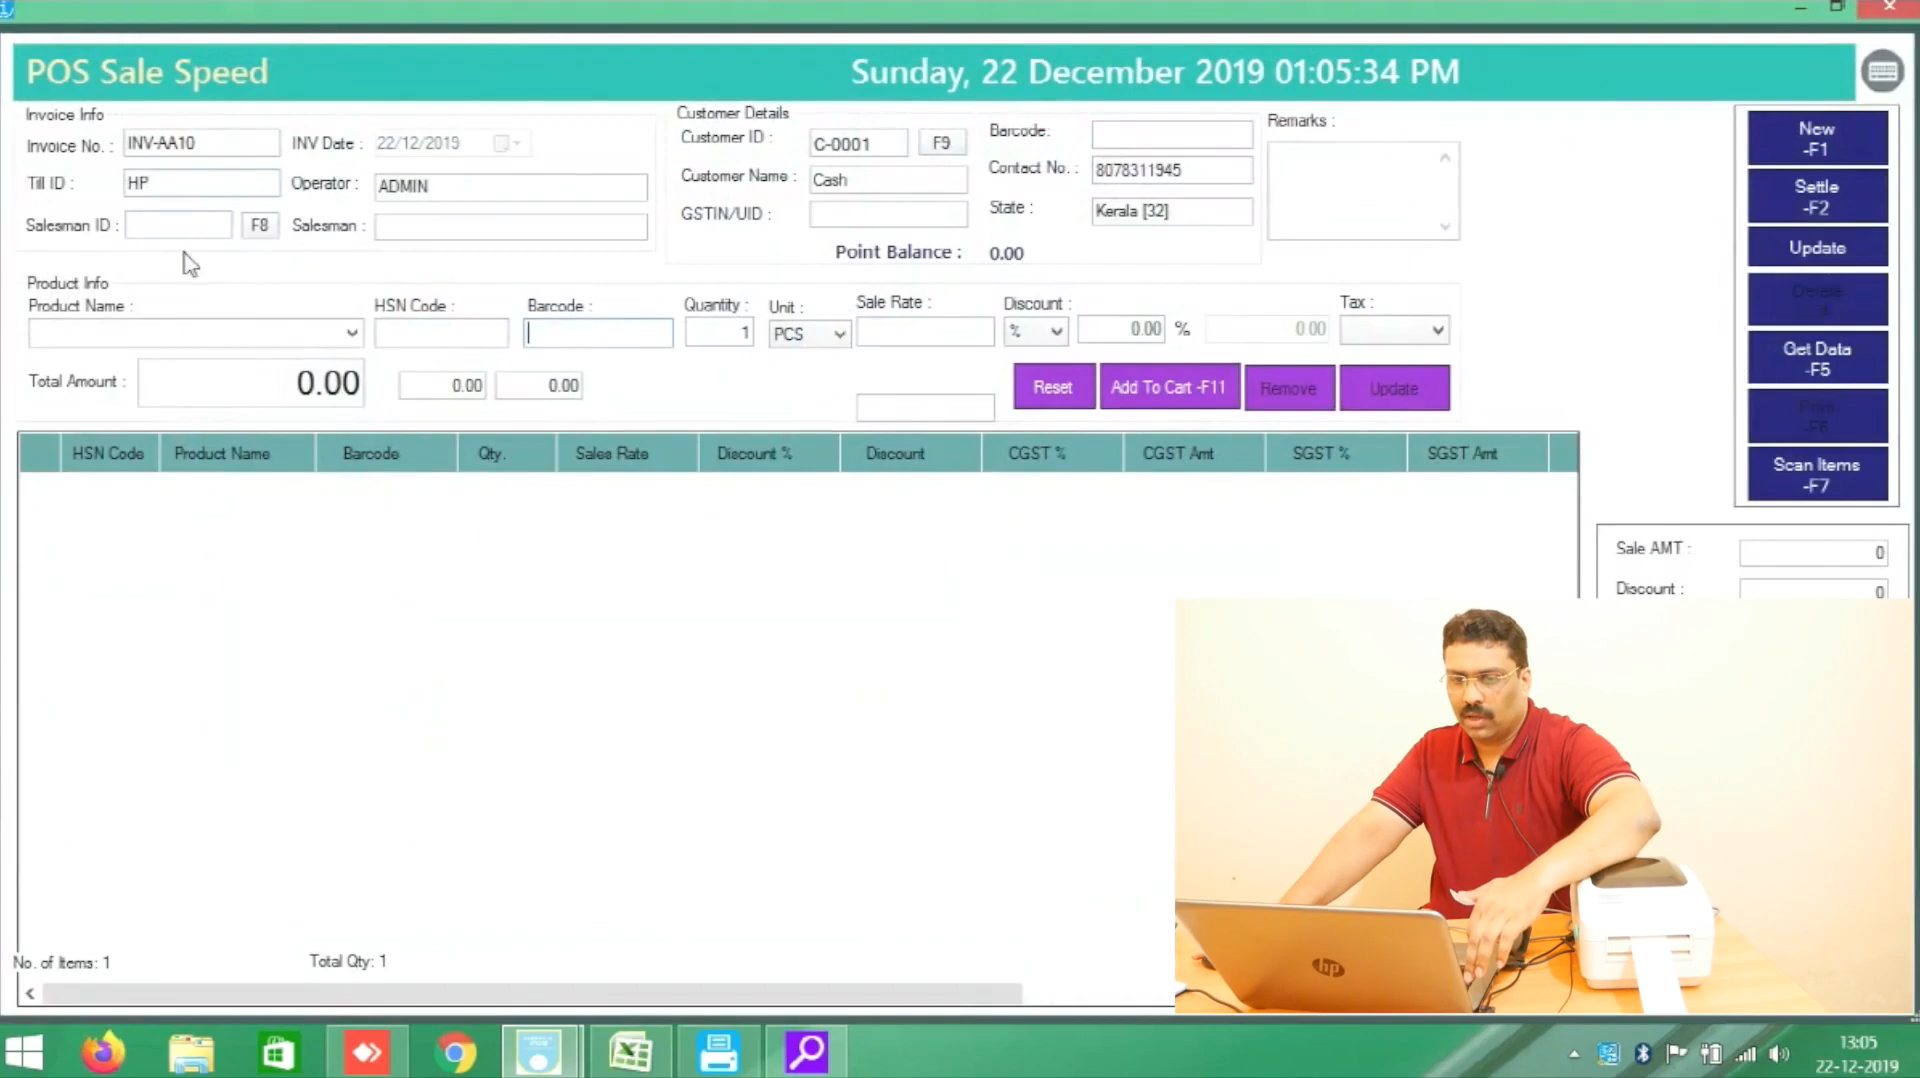 POS Sale Speed
Sunday, 22 December 2019 01:05:34 PM
Invoice Info
Invoice No. : INV-AA10 INV Date : 22/12/2019
Till ID : HP Operator : ADMIN
Salesman ID : F8 Salesman :
Customer Details
Customer ID : C-0001 F9 Barcode:
Customer Name : Cash Contact No. : 8078311945
GSTIN/UID : State : Kerala [32]
Point Balance : 0.00
Remarks :
New
-F1
Settle
-F2
Update
Delete
Get Data
-F5
Print
-F6
Scan Items
-F7
Product Info
Product Name : HSN Code : Barcode : Quantity : Unit : Sale Rate : Discount : Tax :
1 PCS % 0.00 % 0.00
Total Amount : 0.00 0.00 0.00
Reset Add To Cart -F11 Remove Update
HSN Code Product Name Barcode Qty. Sales Rate Discount % Discount CGST % CGST Amt SGST % SGST Amt
Sale AMT : 0
Discount : 0
No. of Items: 1 Total Qty: 1
hp
13:05
22-12-2019